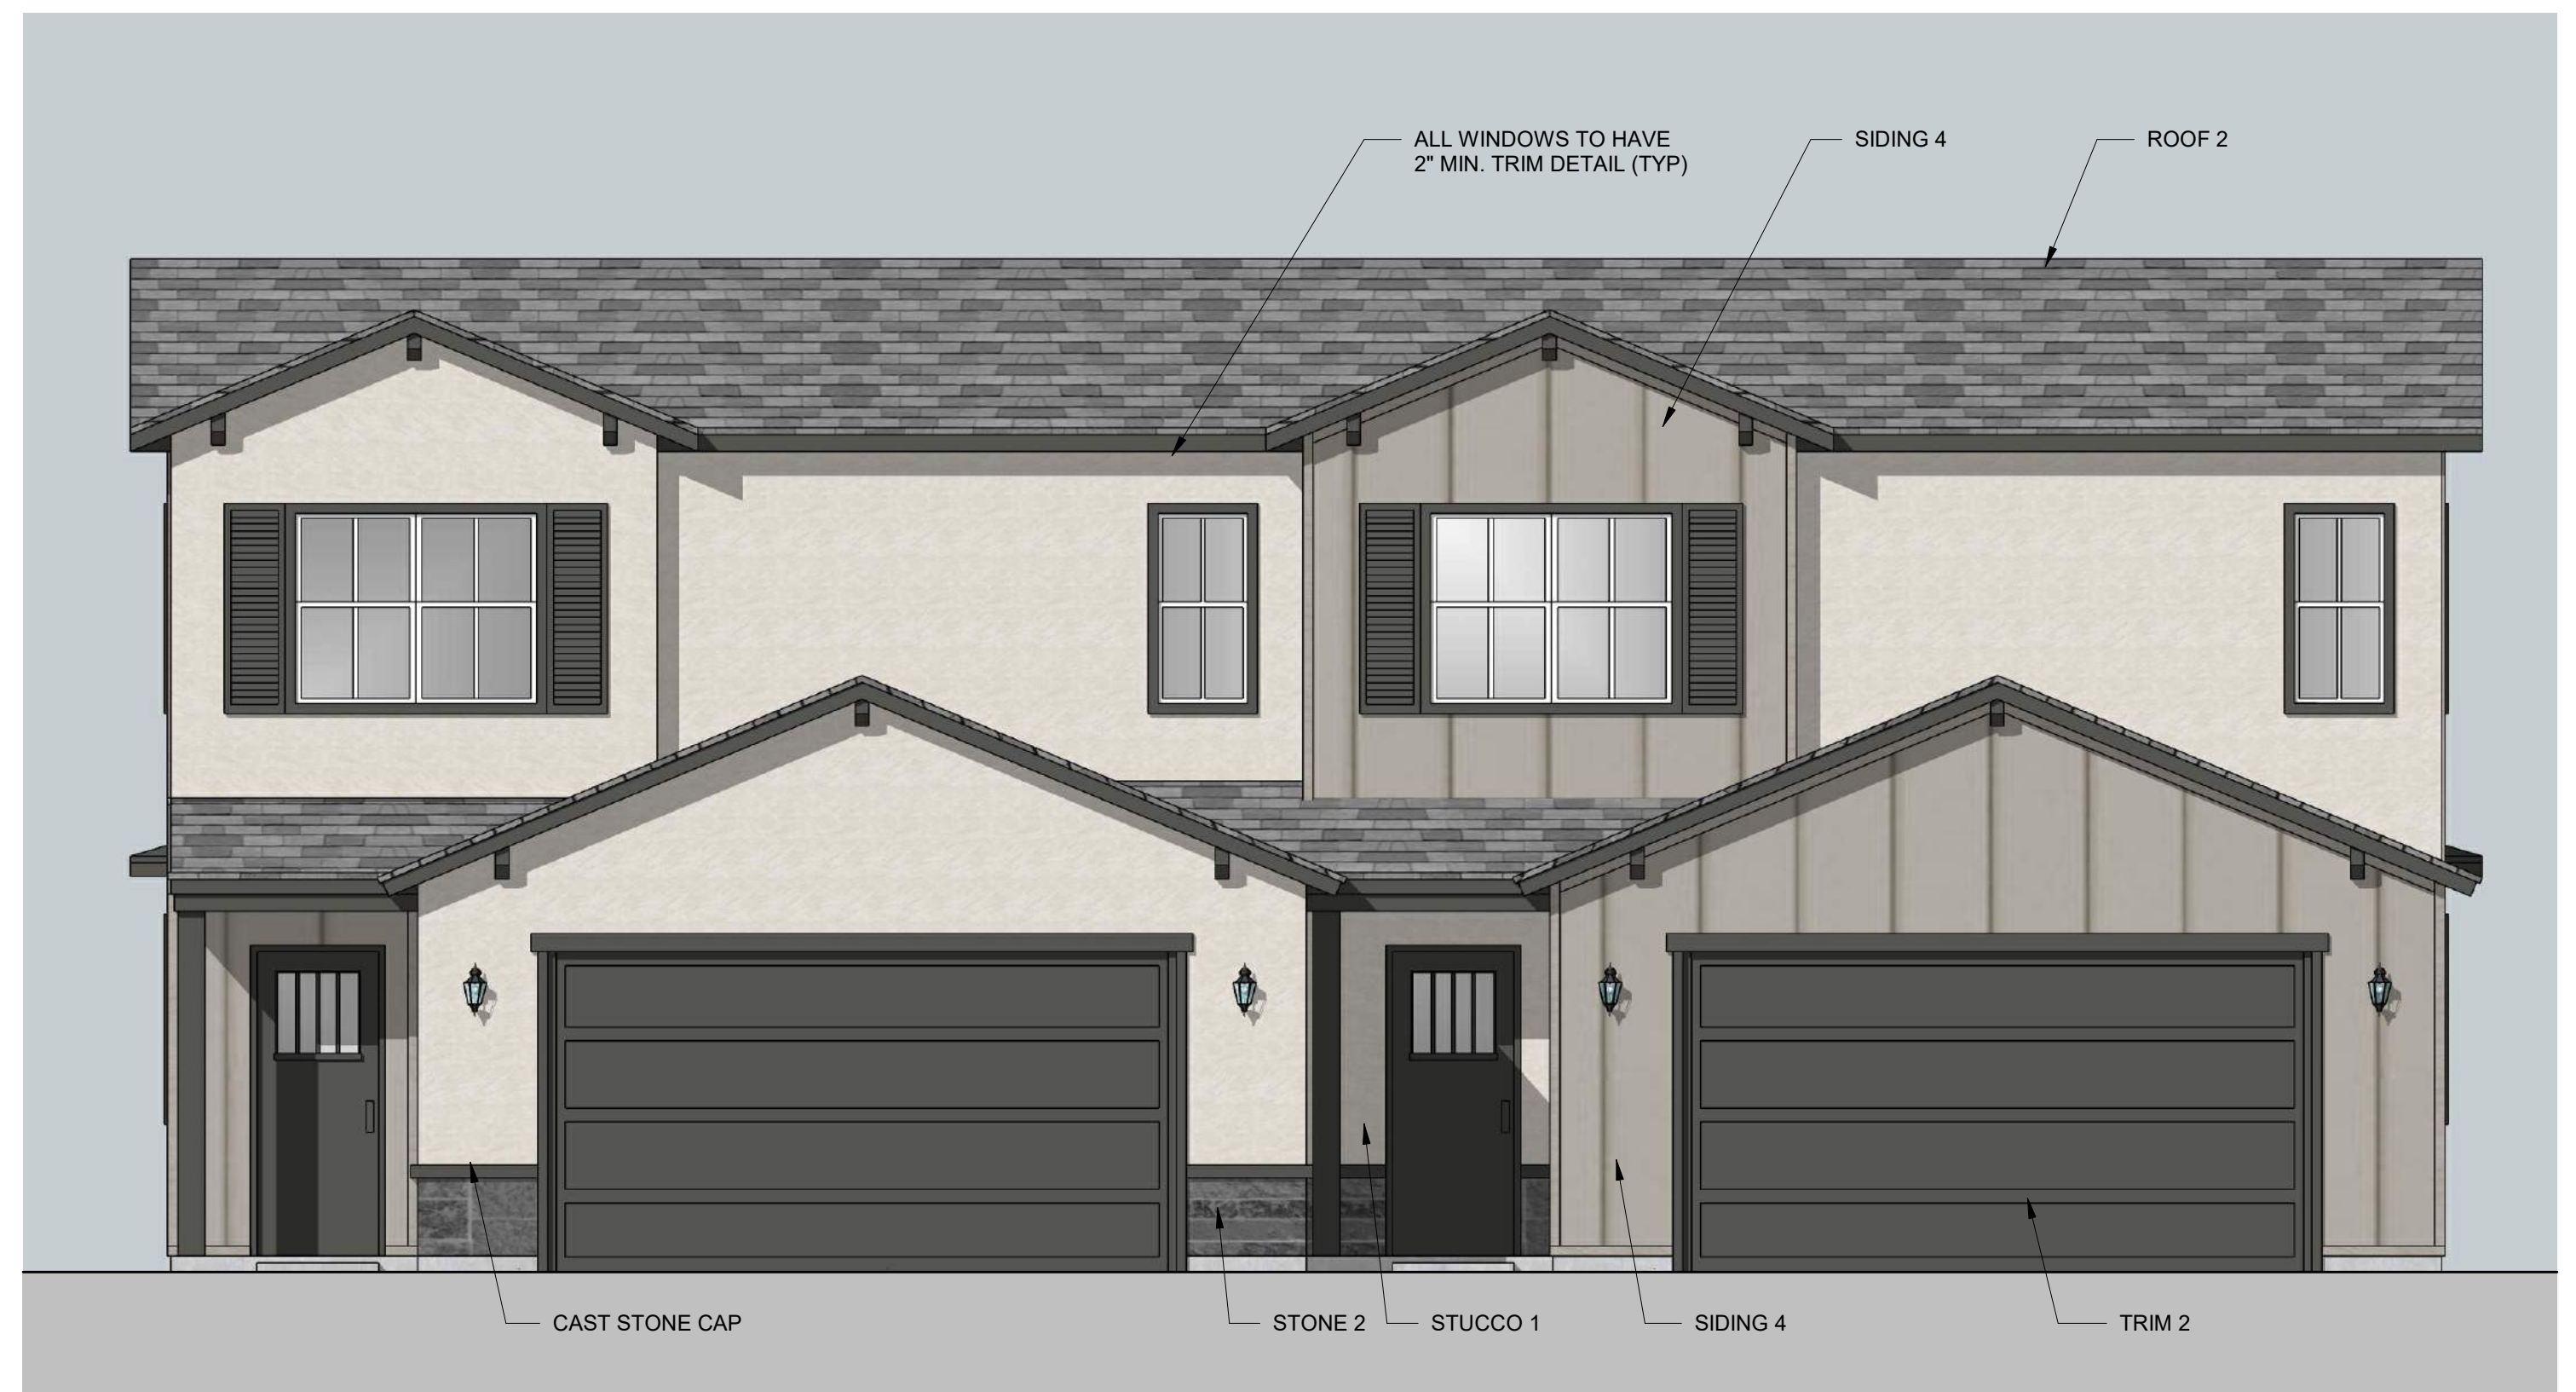 ALL WINDOWS TO HAVE
2" MIN. TRIM DETAIL (TYP)
SIDING 4
ROOF 2
CAST STONE CAP
STONE 2
STUCCO 1
SIDING 4
TRIM 2